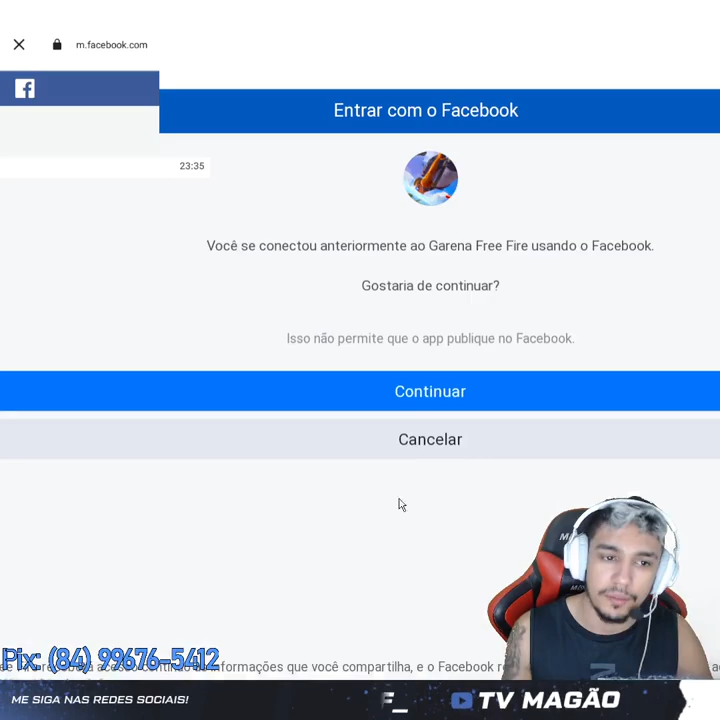 m.facebook.com
Entrar com o Facebook
23:35
Você se conectou anteriormente ao Garena Free Fire usando o Facebook.
Gostaria de continuar?
Isso não permite que o app publique no Facebook.
Continuar
Cancelar
Pix: (84) 99676-5412
informações que você compartilha, e o Facebook
ME SIGA NAS REDES SOCIAIS!
F_
TV MAGÃO